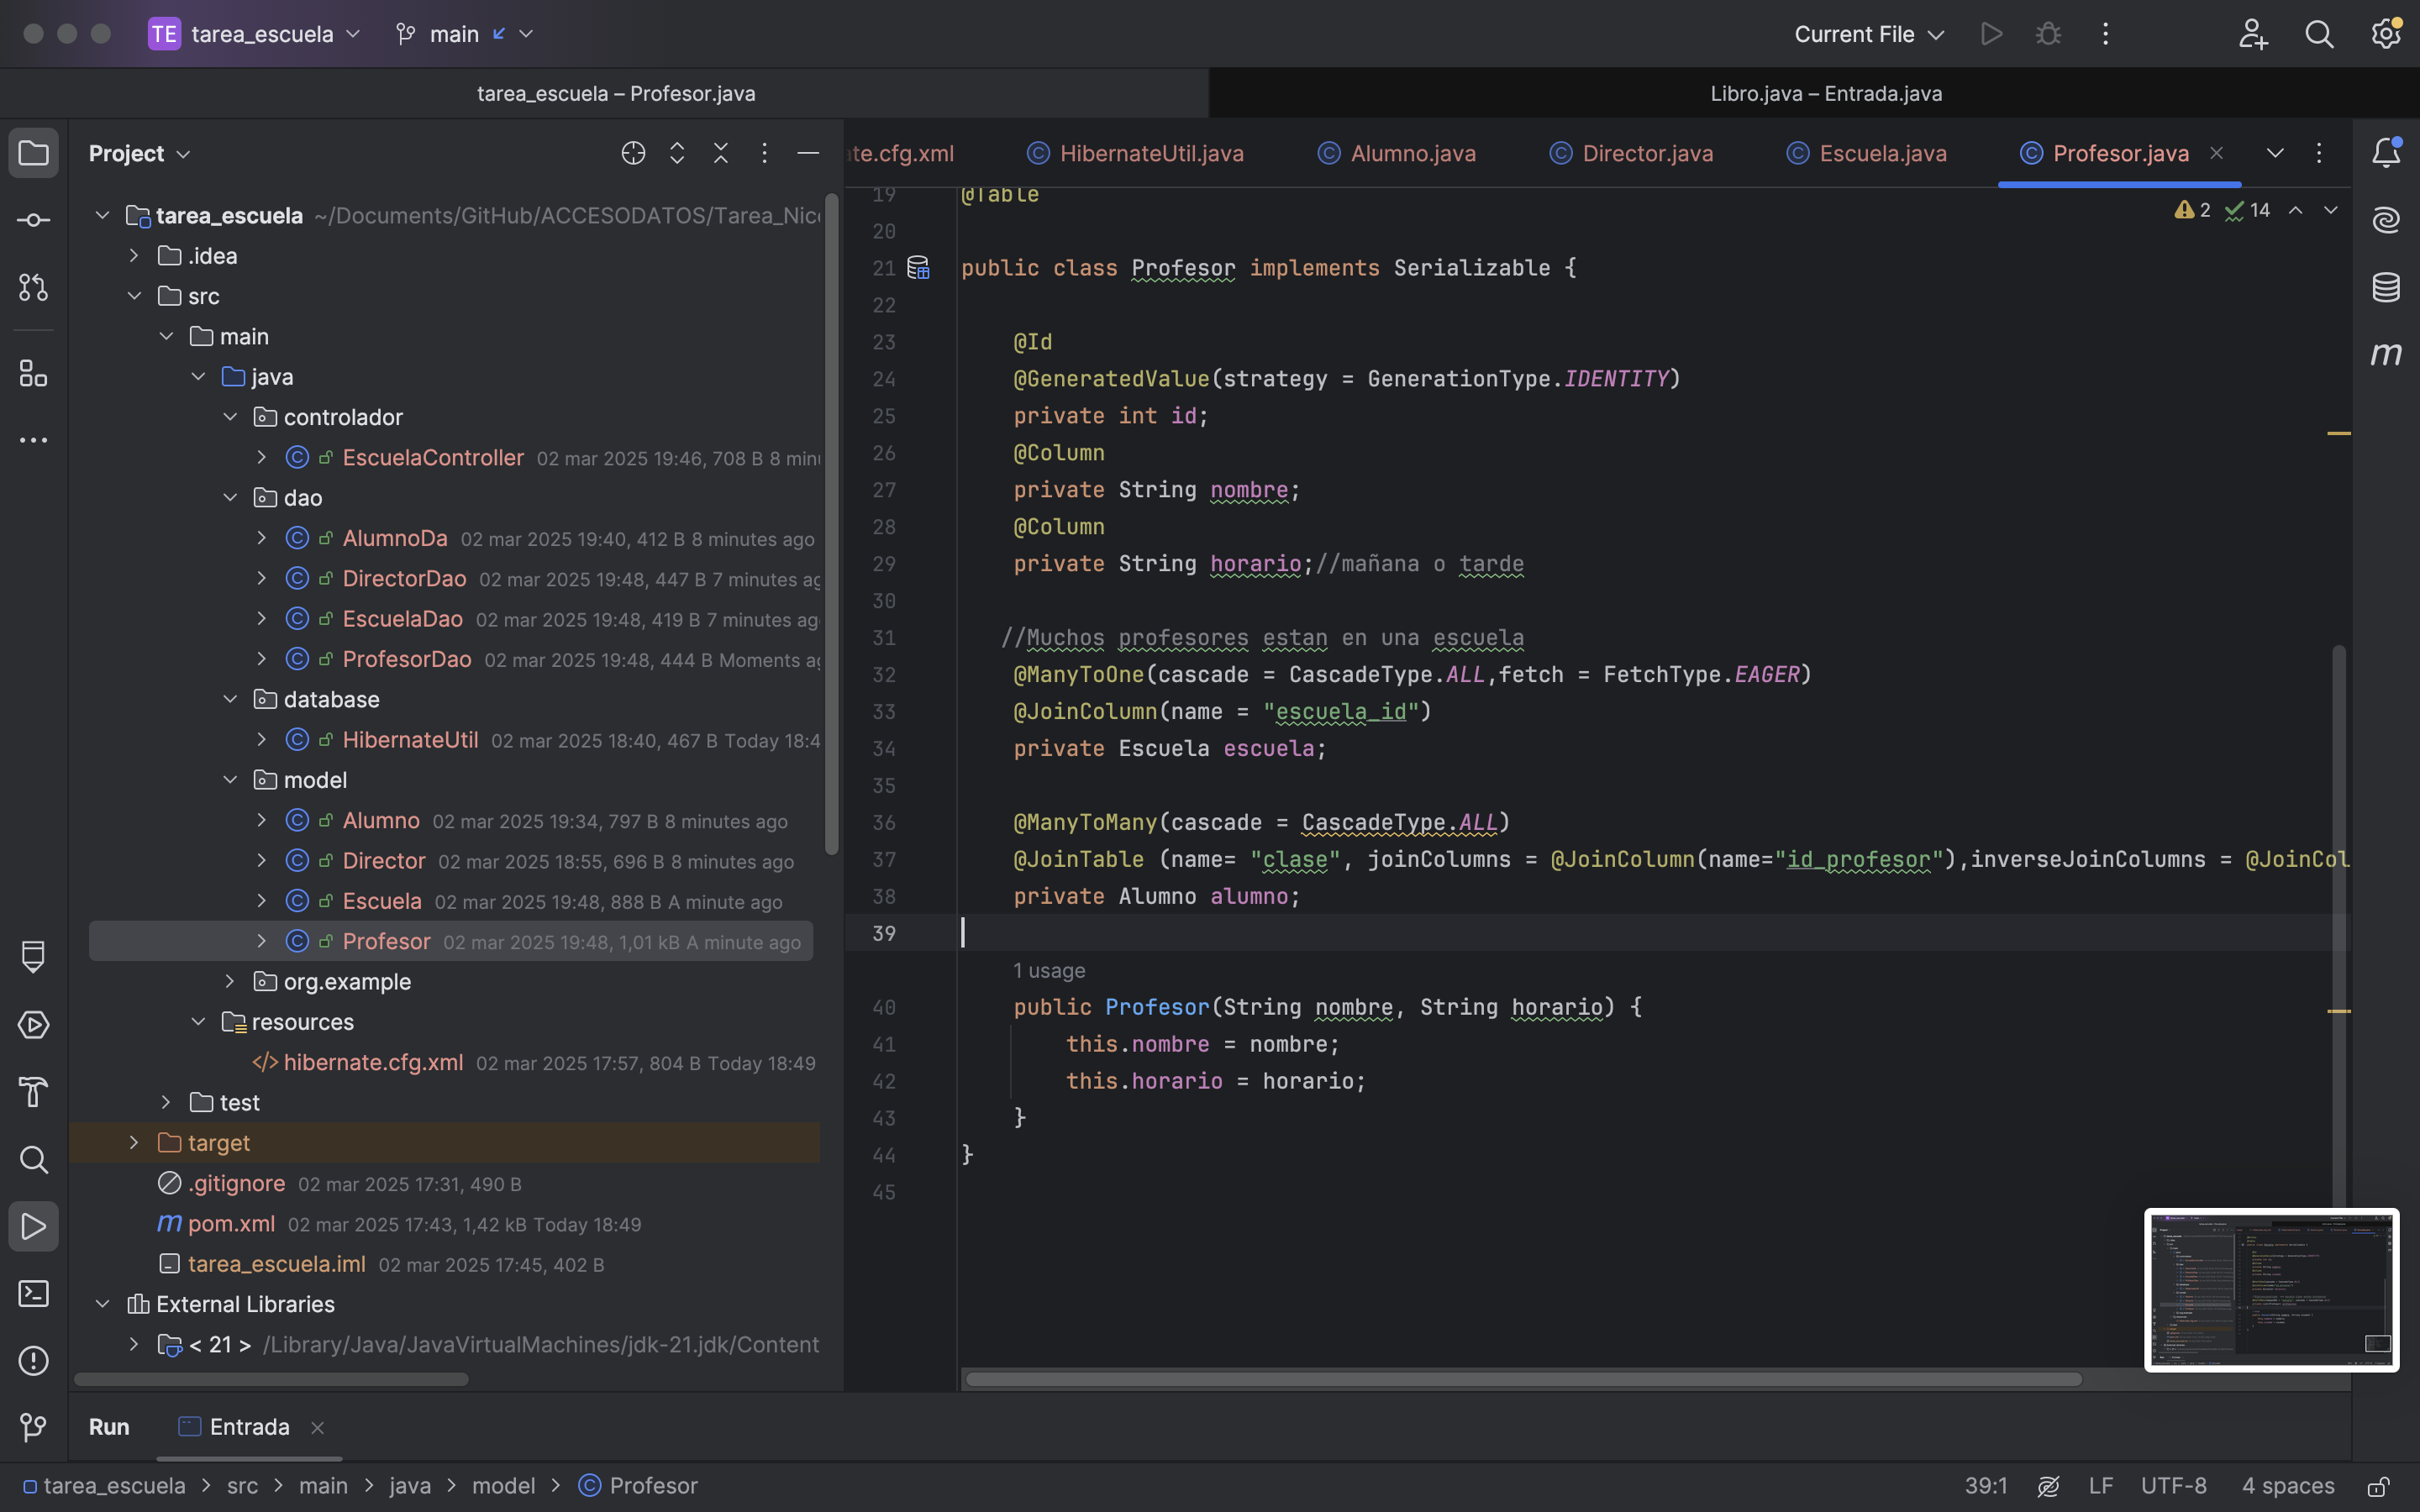 TE tarea_escuela main Current File
tarea_escuela – Profesor.java
Libro.java – Entrada.java
Project
te.cfg.xml HibernateUtil.java Alumno.java Director.java Escuela.java Profesor.java
tarea_escuela ~/Documents/GitHub/ACCESODATOS/Tarea_Nico
.idea
src
main
java
controlador
EscuelaController 02 mar 2025 19:46, 708 B 8 minu
dao
AlumnoDa 02 mar 2025 19:40, 412 B 8 minutes ago
DirectorDao 02 mar 2025 19:48, 447 B 7 minutes ag
EscuelaDao 02 mar 2025 19:48, 419 B 7 minutes ag
ProfesorDao 02 mar 2025 19:48, 444 B Moments ag
database
HibernateUtil 02 mar 2025 18:40, 467 B Today 18:4
model
Alumno 02 mar 2025 19:34, 797 B 8 minutes ago
Director 02 mar 2025 18:55, 696 B 8 minutes ago
Escuela 02 mar 2025 19:48, 888 B A minute ago
Profesor 02 mar 2025 19:48, 1,01 kB A minute ago
org.example
resources
</> hibernate.cfg.xml 02 mar 2025 17:57, 804 B Today 18:49
test
target
.gitignore 02 mar 2025 17:31, 490 B
m pom.xml 02 mar 2025 17:43, 1,42 kB Today 18:49
tarea_escuela.iml 02 mar 2025 17:45, 402 B
External Libraries
< 21 > /Library/Java/JavaVirtualMachines/jdk-21.jdk/Content
2 14
19 @Table
20
21 public class Profesor implements Serializable {
22
23 @Id
24 @GeneratedValue(strategy = GenerationType.IDENTITY)
25 private int id;
26 @Column
27 private String nombre;
28 @Column
29 private String horario;//mañana o tarde
30
31 //Muchos profesores estan en una escuela
32 @ManyToOne(cascade = CascadeType.ALL,fetch = FetchType.EAGER)
33 @JoinColumn(name = "escuela_id")
34 private Escuela escuela;
35
36 @ManyToMany(cascade = CascadeType.ALL)
37 @JoinTable (name= "clase", joinColumns = @JoinColumn(name="id_profesor"),inverseJoinColumns = @JoinCol
38 private Alumno alumno;
39
1 usage
40 public Profesor(String nombre, String horario) {
41 this.nombre = nombre;
42 this.horario = horario;
43 }
44 }
45
m
Run Entrada
tarea_escuela > src > main > java > model > Profesor
39:1 LF UTF-8 4 spaces